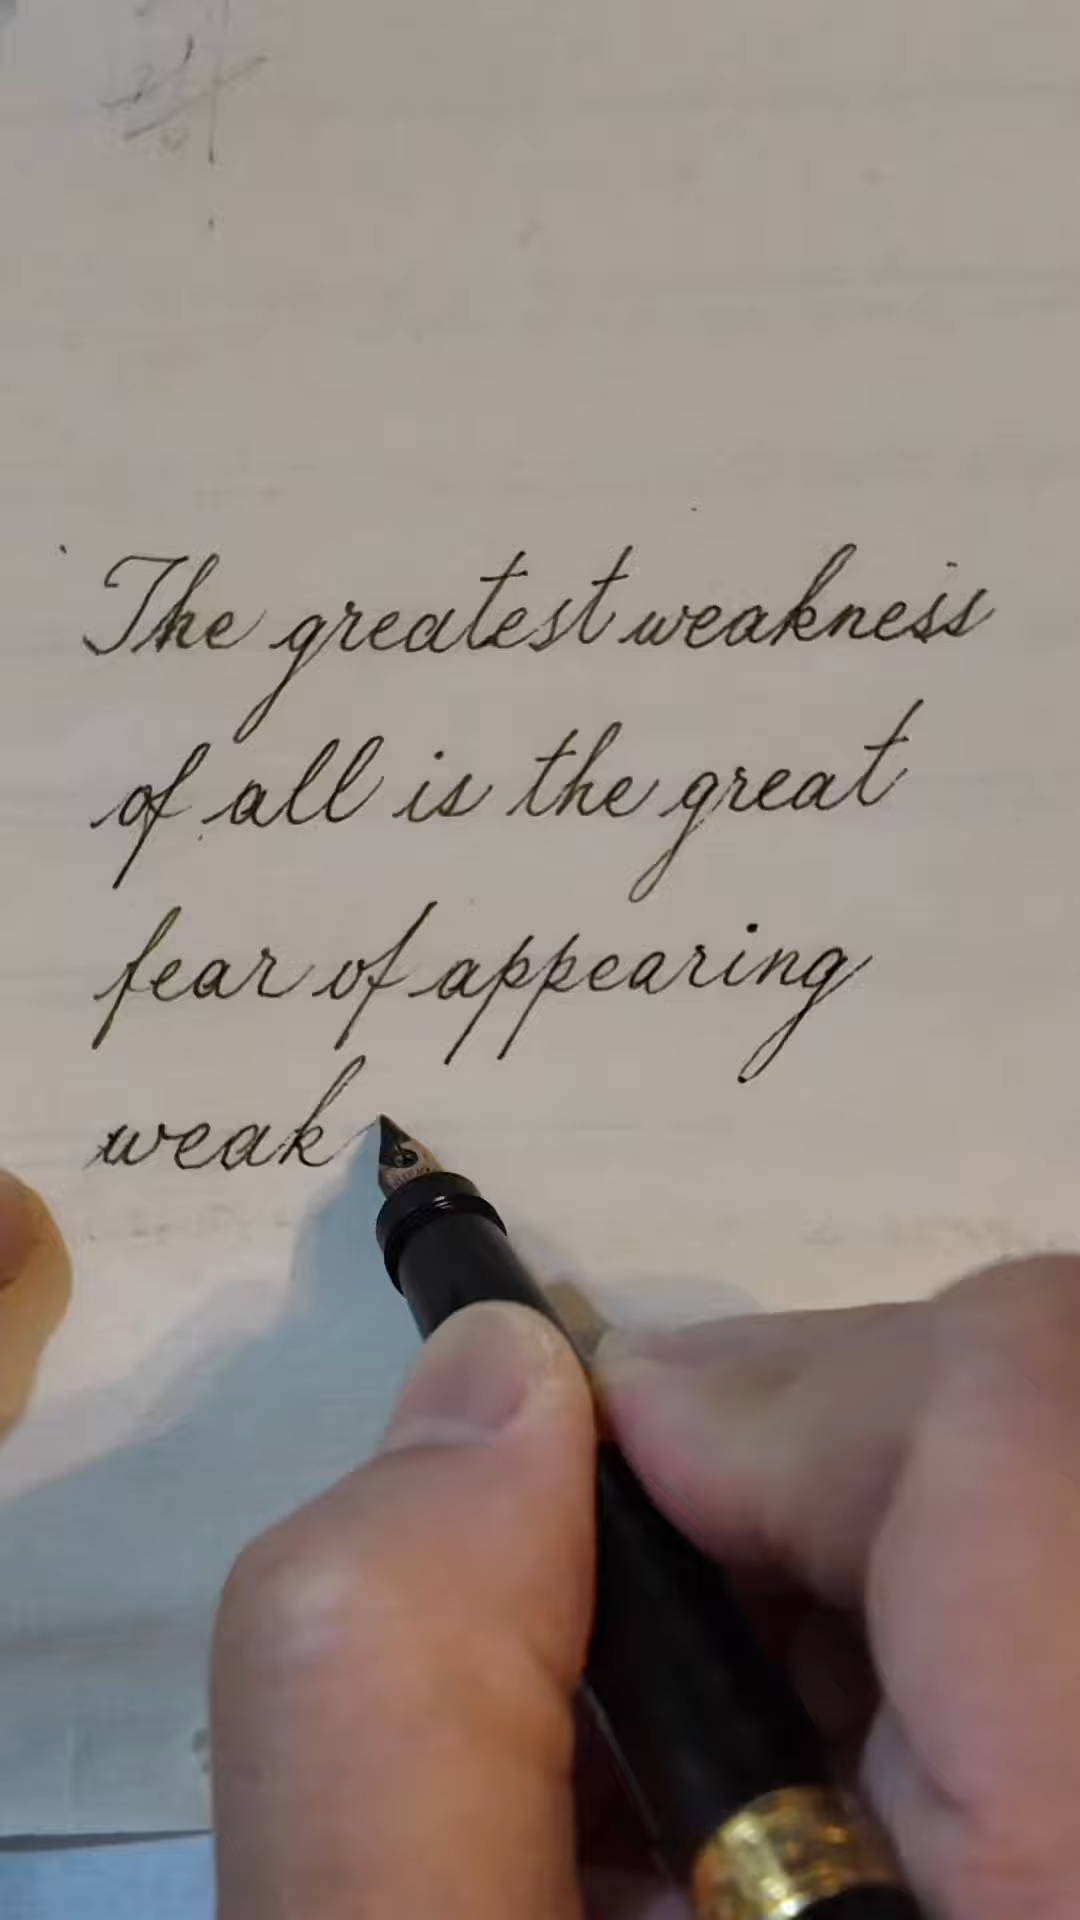 The greatest weakness
of all is the great
fear of appearing
weak